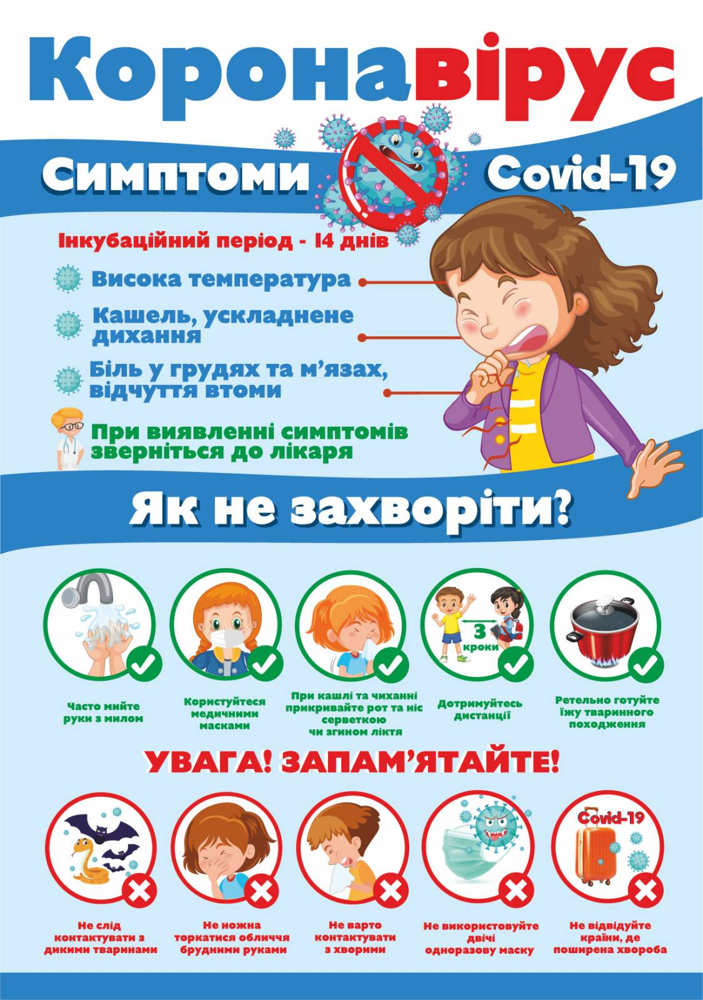 Коронавірус
Симптоми
Covid-19
Інкубаційний період - 14 днів
Висока температура
Кашель, ускладнене
дихання
Біль у грудях та м’язах,
відчуття втоми
При виявленні симптомів
зверніться до лікаря
Як не захворіти?
3
кроки
Часто мийте
руки з милом
Користуйтеся
медичними
масками
При кашлі та чиханні
прикривайте рот та ніс
серветкою
чи згином ліктя
Дотримуйтесь
дистанції
Ретельно готуйте
їжу тваринного
походження
УВАГА! ЗАПАМ’ЯТАЙТЕ!
Covid-19
Не слід
контактувати з
дикими тваринами
Не ножна
торкатися обличчя
брудними руками
Не варто
контактувати
з хворими
Не використовуйте
двічі
одноразову маску
Не відвідуйте
країни, де
поширена хвороба